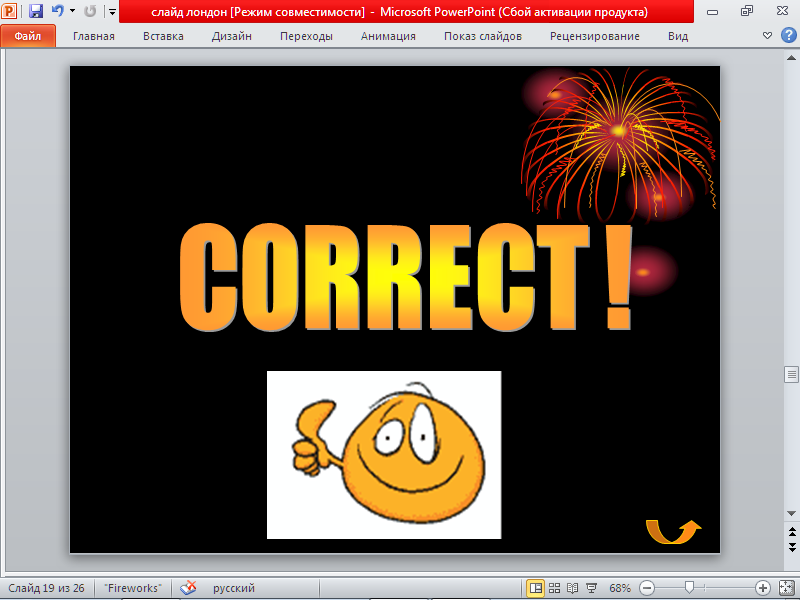 слайд лондон [Режим совместимости] - Microsoft PowerPoint (Сбой активации продукта)
Файл Главная Вставка Дизайн Переходы Анимация Показ слайдов Рецензирование Вид
CORRECT !
Слайд 19 из 26 "Fireworks" русский 68%